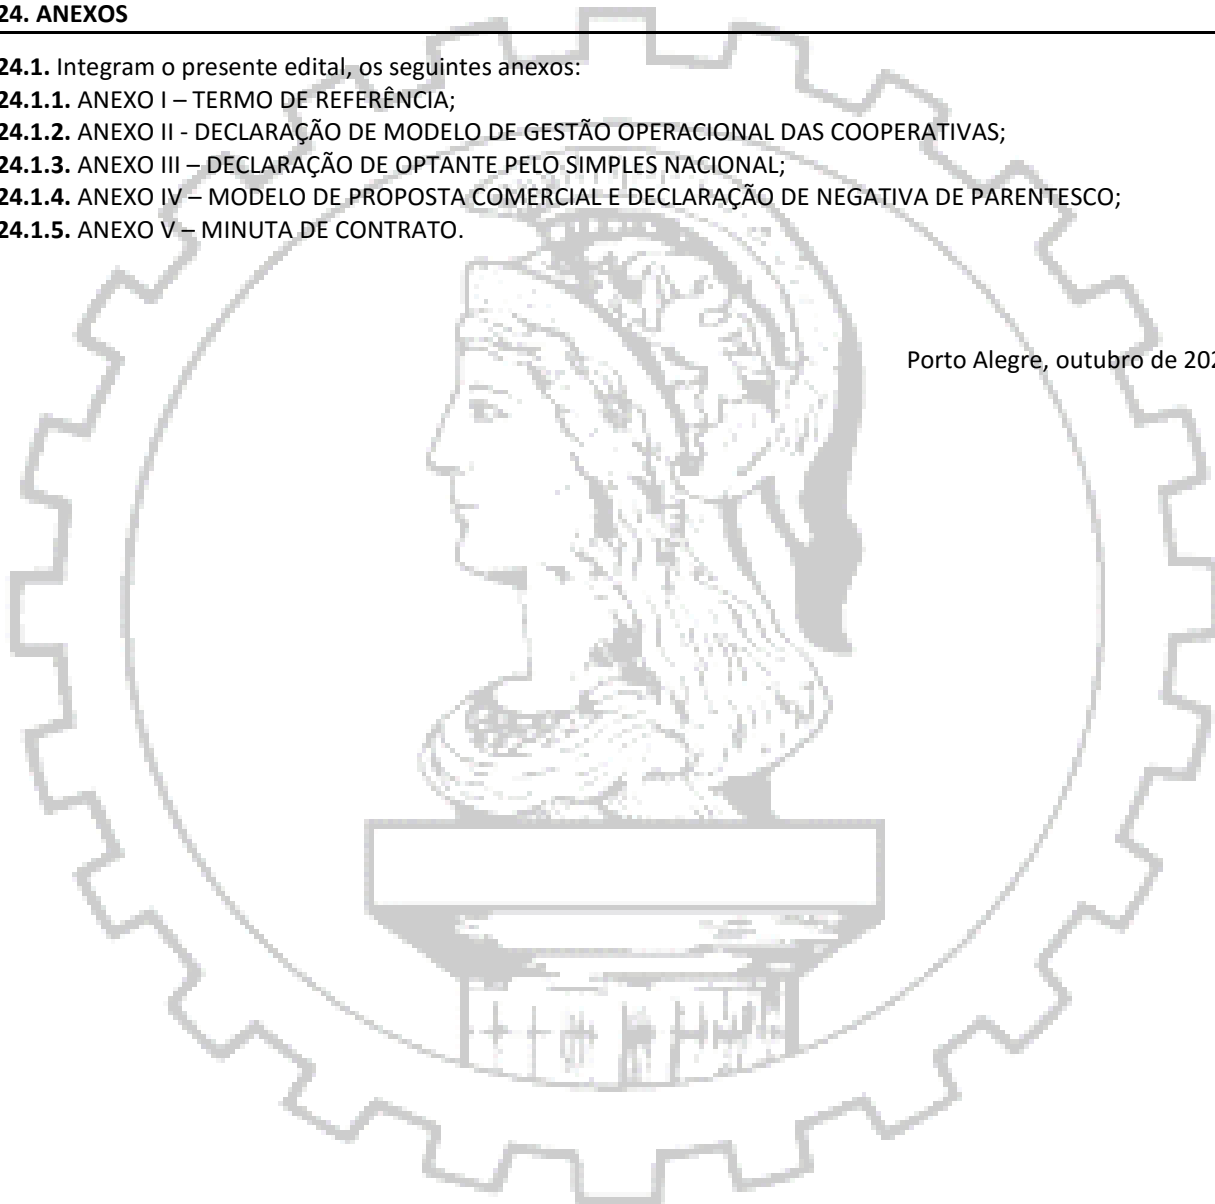 24. ANEXOS
24.1. Integram o presente edital, os seguintes anexos:
24.1.1. ANEXO I – TERMO DE REFERÊNCIA;
24.1.2. ANEXO II - DECLARAÇÃO DE MODELO DE GESTÃO OPERACIONAL DAS COOPERATIVAS;
24.1.3. ANEXO III – DECLARAÇÃO DE OPTANTE PELO SIMPLES NACIONAL;
24.1.4. ANEXO IV – MODELO DE PROPOSTA COMERCIAL E DECLARAÇÃO DE NEGATIVA DE PARENTESCO;
24.1.5. ANEXO V – MINUTA DE CONTRATO.
Porto Alegre, outubro de 202